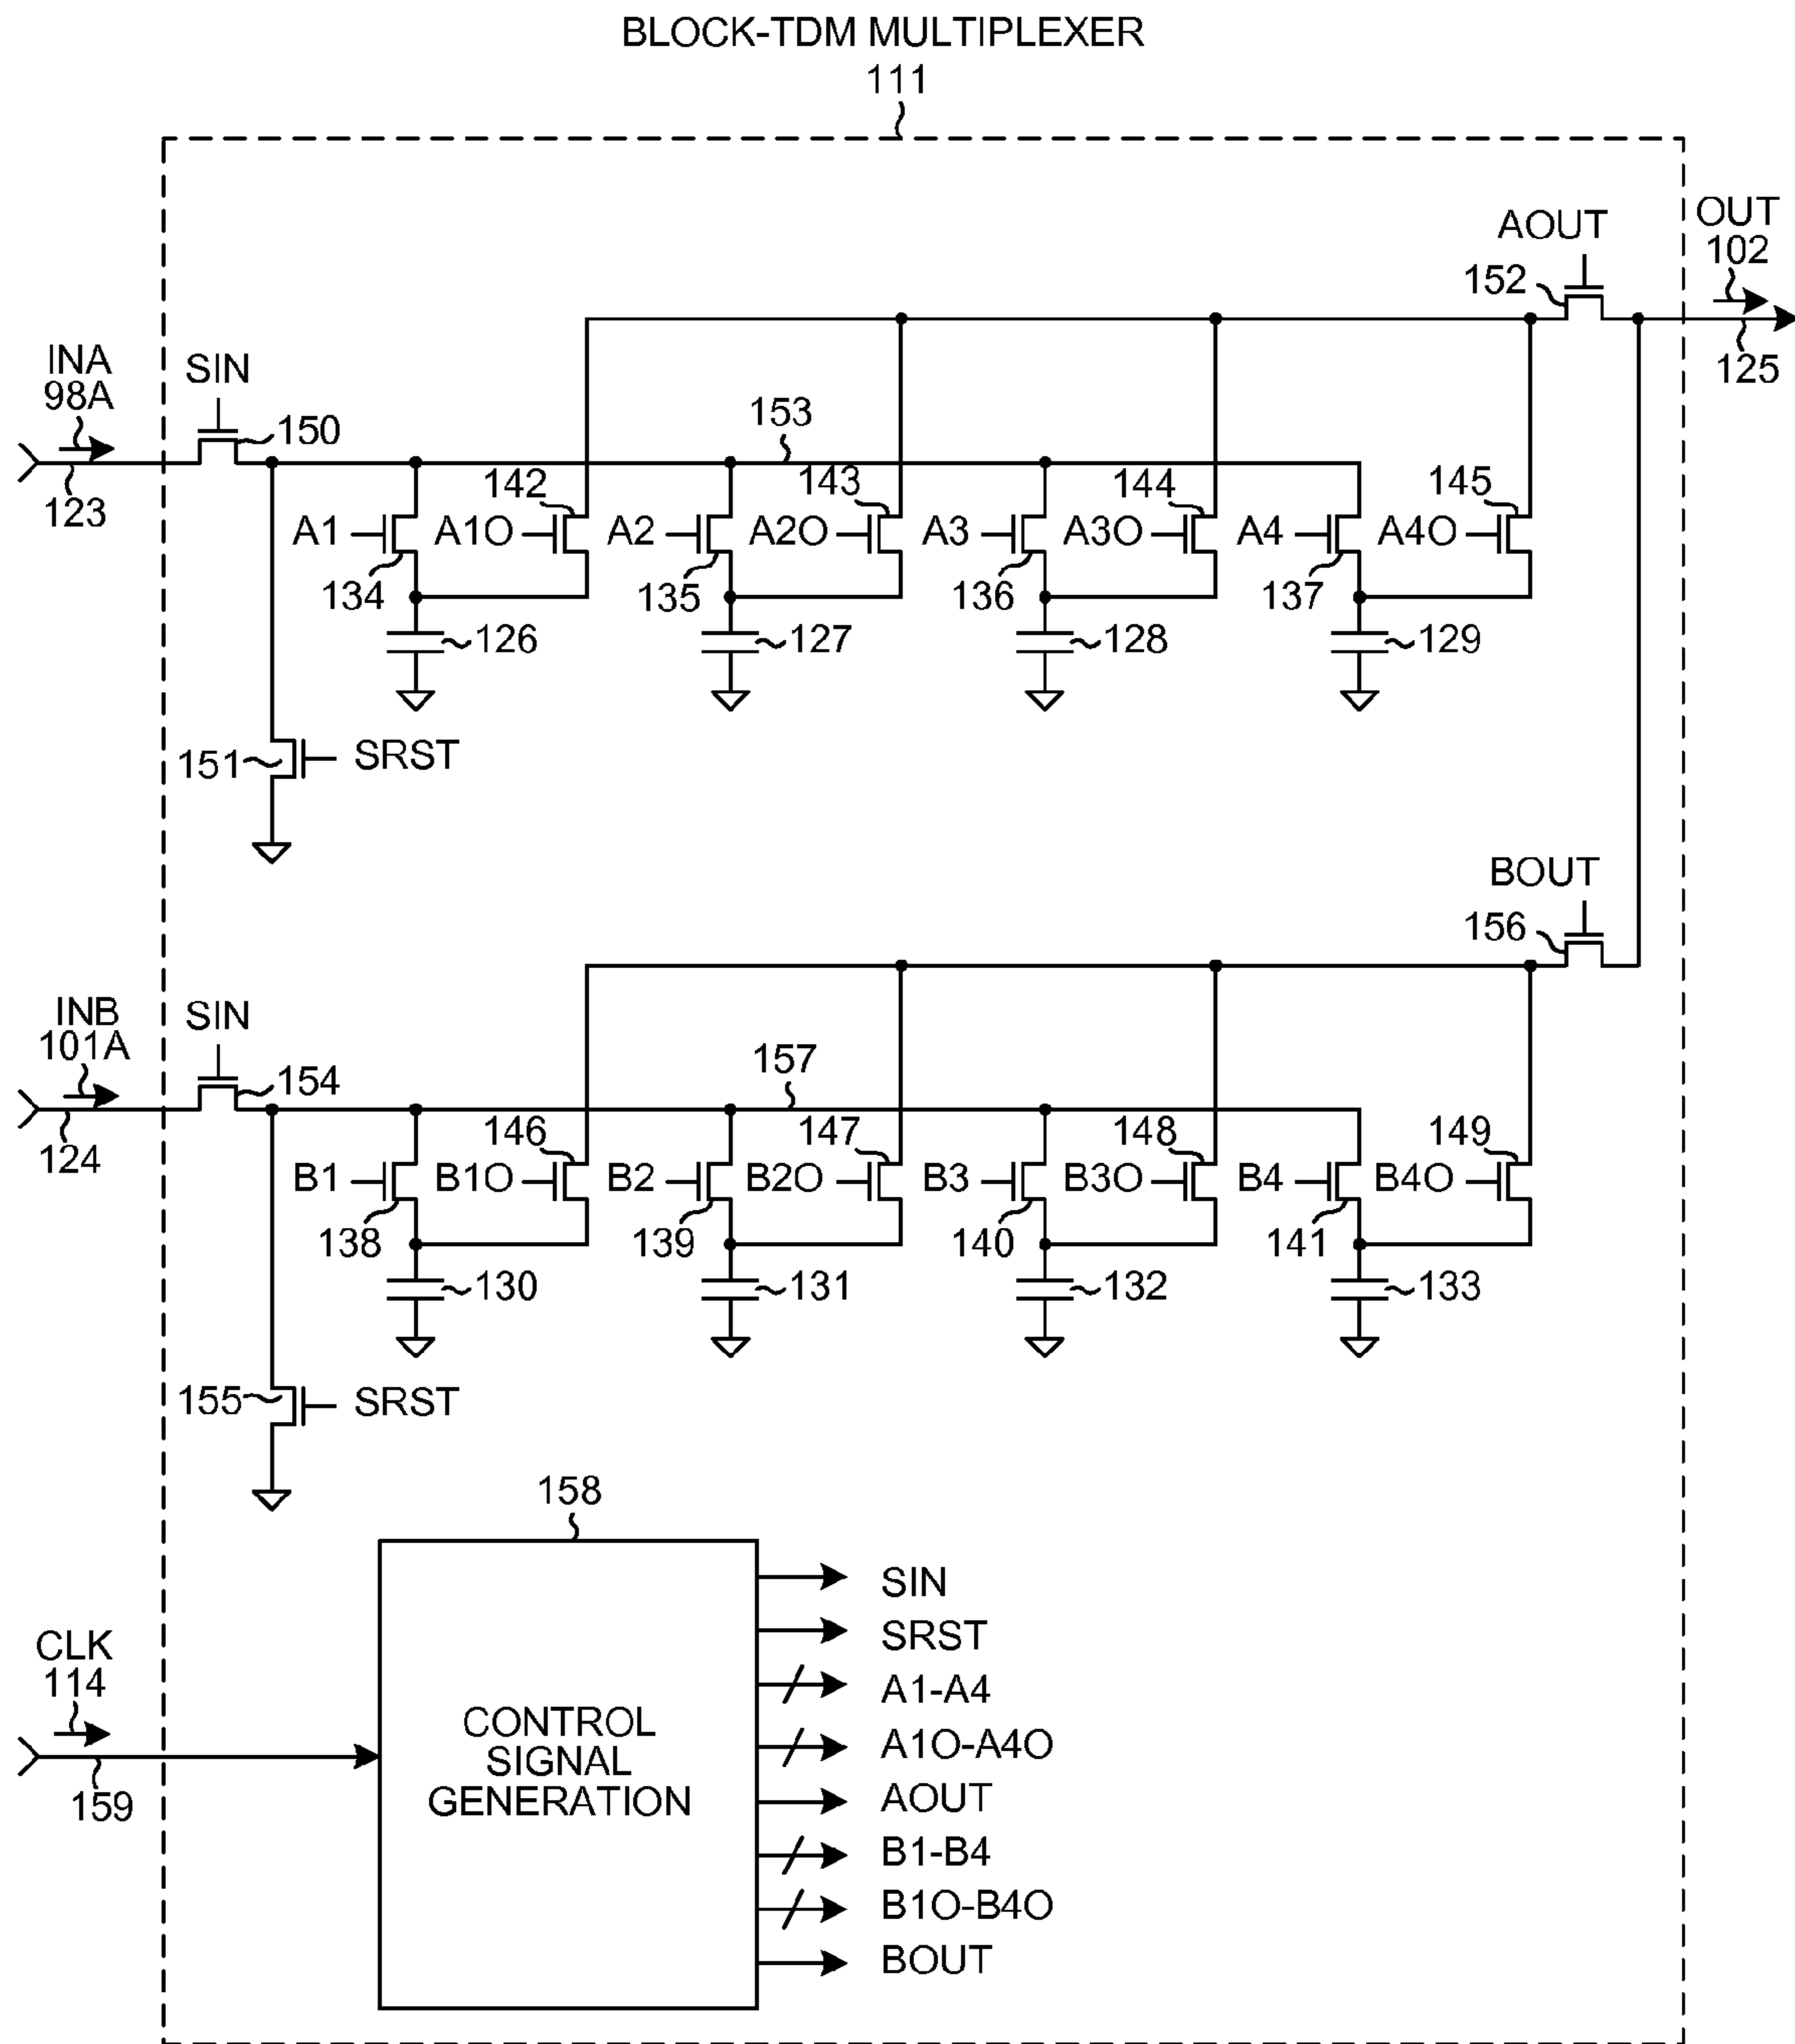 BLOCK-TDM MULTIPLEXER
111
AOUT
OUT
102
152
125
INA
98A
SIN
150
153
123
142
143
144
145
A1
A1O
A2
A2O
A3
A3O
A4
A4O
134
135
136
137
126
127
128
129
151
SRST
BOUT
156
INB
101A
SIN
154
157
124
146
147
148
149
B1
B1O
B2
B2O
B3
B3O
B4
B4O
138
139
140
141
130
131
132
133
155
SRST
158
CLK
114
159
CONTROL
SIGNAL
GENERATION
SIN
SRST
A1-A4
A1O-A4O
AOUT
B1-B4
B1O-B4O
BOUT